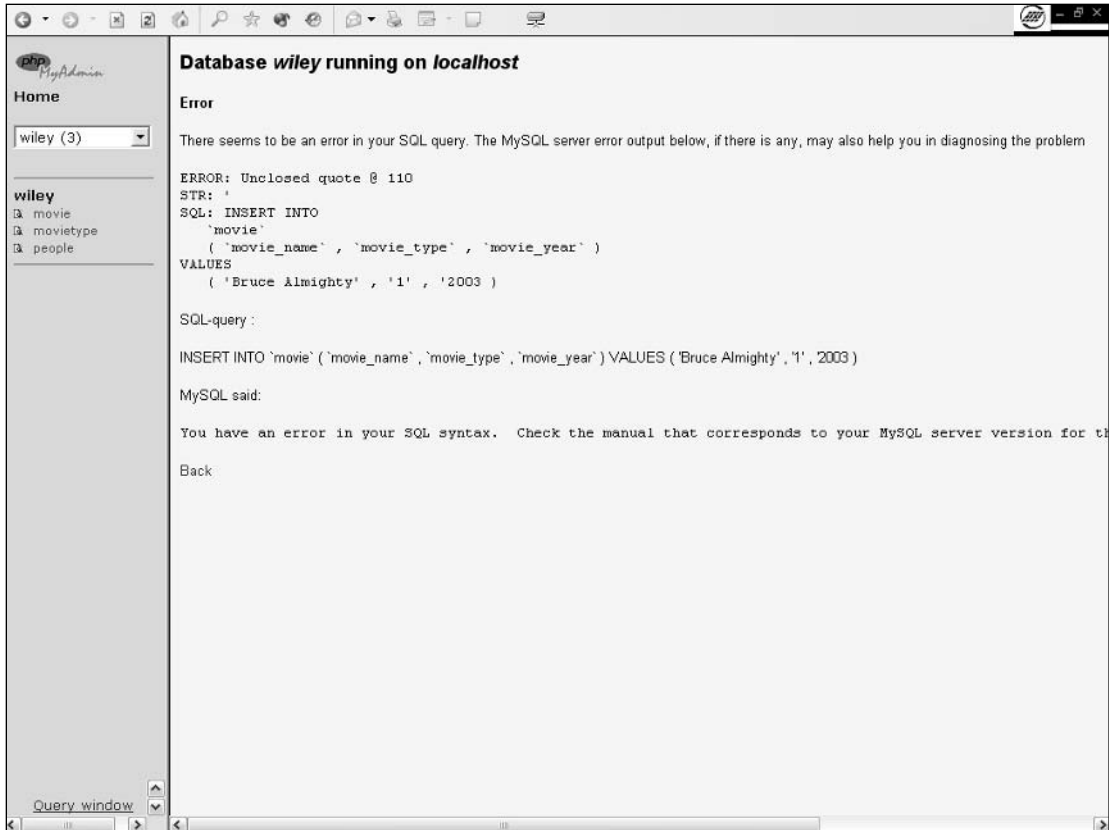 php
MyAdmin
Home
wiley (3)
wiley
movie
movietype
people
Query window
Database wiley running on localhost
Error
There seems to be an error in your SQL query. The MySQL server error output below, if there is any, may also help you in diagnosing the problem
ERROR: Unclosed quote @ 110
STR: '
SQL: INSERT INTO
`movie`
( `movie_name` , `movie_type` , `movie_year` )
VALUES
( 'Bruce Almighty' , '1' , '2003 )
SQL-query :
INSERT INTO `movie` ( `movie_name` , `movie_type` , `movie_year` ) VALUES ( 'Bruce Almighty' , '1' , '2003 )
MySQL said:
You have an error in your SQL syntax.  Check the manual that corresponds to your MySQL server version for th
Back